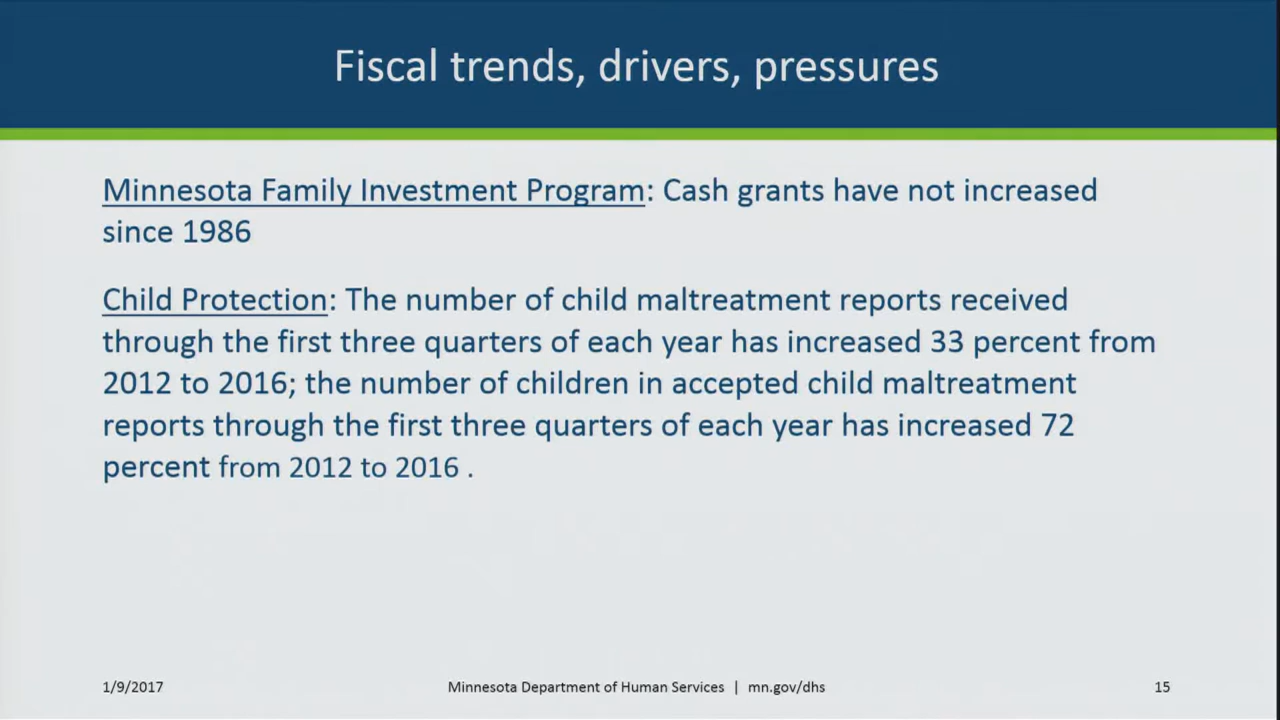 Fiscal trends, drivers, pressures
Minnesota Family Investment Program: Cash grants have not increased
since 1986
Child Protection: The number of child maltreatment reports received
through the first three quarters of each year has increased 33 percent from
2012 to 2016; the number of children in accepted child maltreatment
reports through the first three quarters of each year has increased 72
percent from 2012 to 2016 .
1/9/2017
Minnesota Department of Human Services | mn.gov/dhs
15